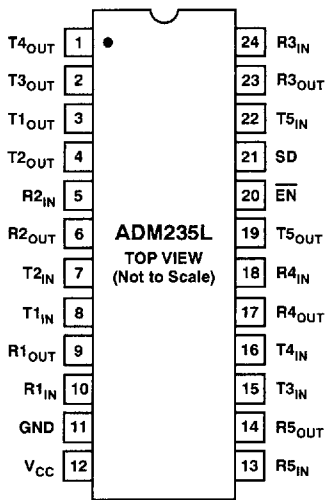 T4OUT 1 24 R3IN
T3OUT 2 23 R3OUT
T1OUT 3 22 T5IN
T2OUT 4 21 SD
R2IN 5 20 E̅N̅
R2OUT 6 19 T5OUT
T2IN 7 18 R4IN
T1IN 8 17 R4OUT
R1OUT 9 16 T4IN
R1IN 10 15 T3IN
GND 11 14 R5OUT
VCC 12 13 R5IN
ADM235L
TOP VIEW
(Not to Scale)